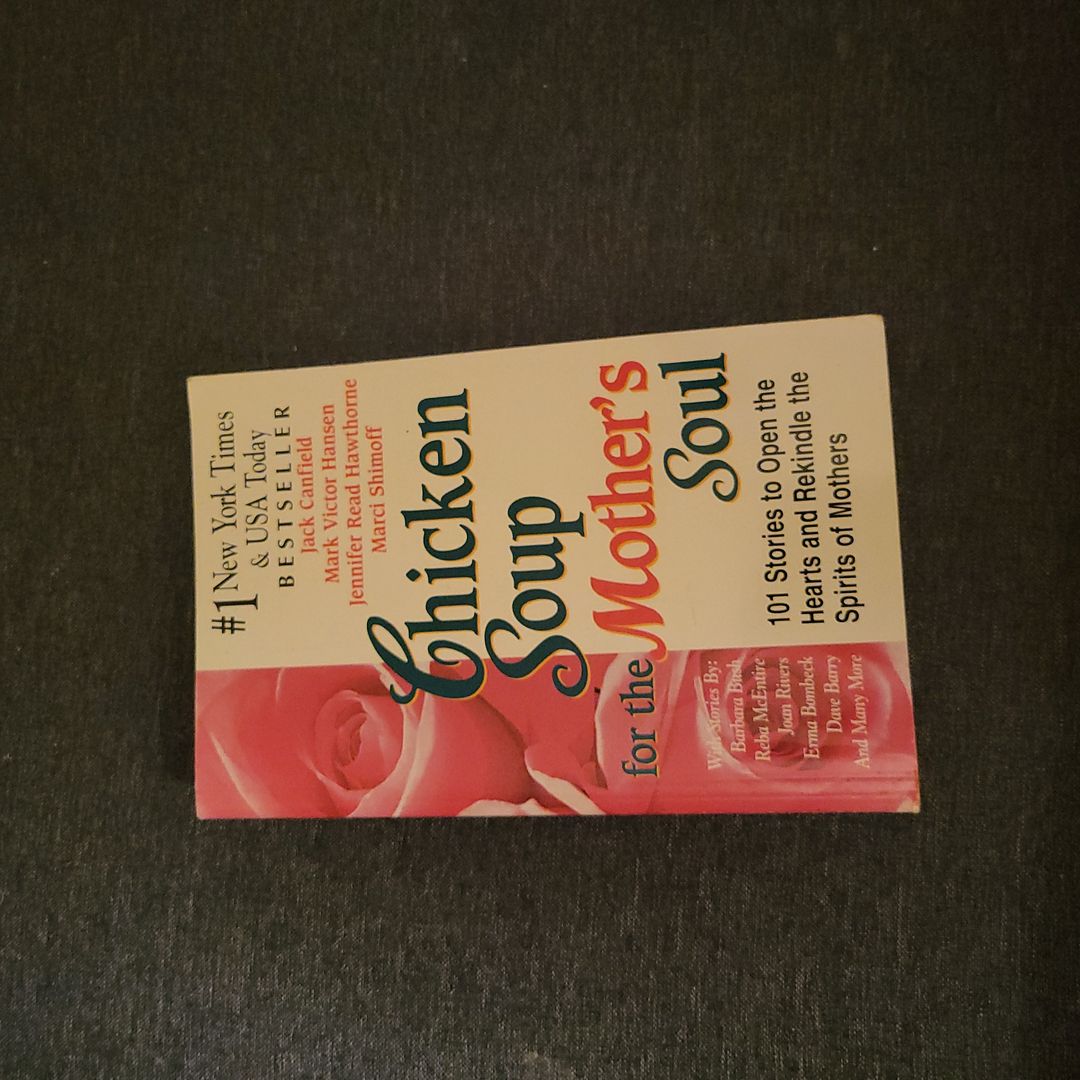 #1 New York Times
& USA Today
BESTSELLER
Jack Canfield
Mark Victor Hansen
Jennifer Read Hawthorne
Marci Shimoff
Chicken
Soup
for the Mother's
Soul
101 Stories to Open the
Hearts and Rekindle the
Spirits of Mothers
With Stories By:
Barbara Bush
Reba McEntire
Joan Rivers
Erma Bombeck
Dave Barry
And Many More